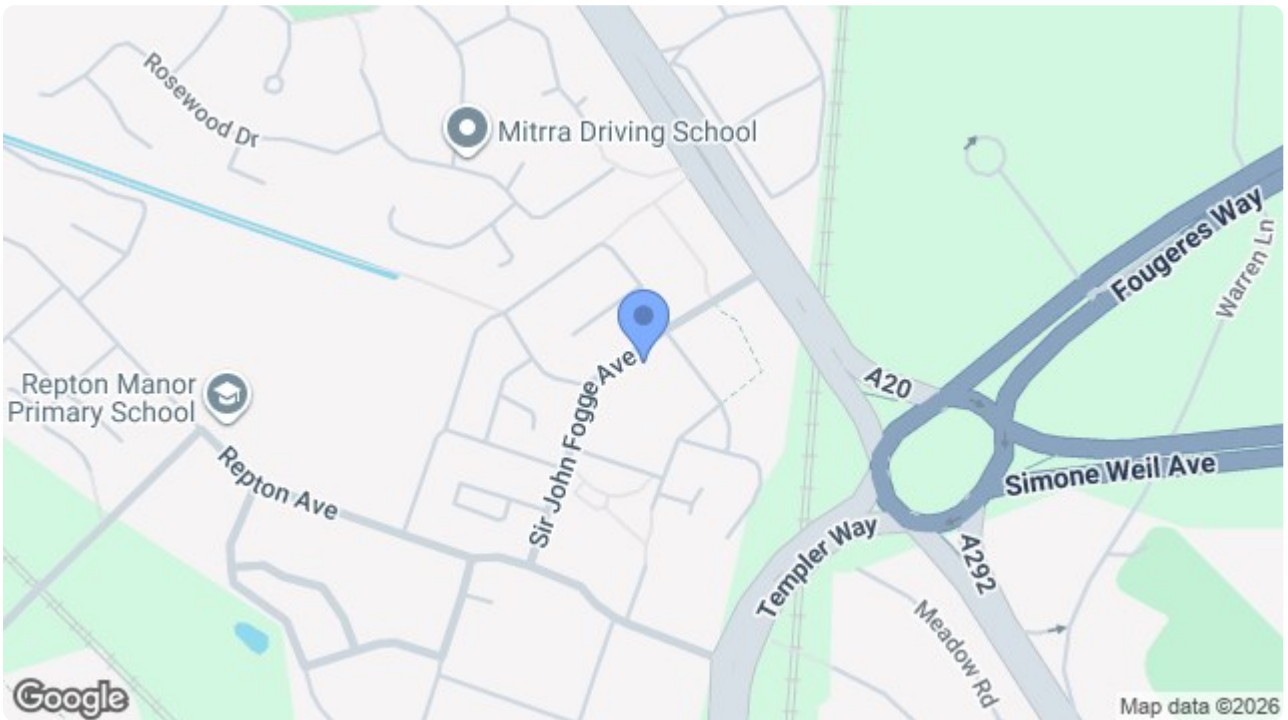 Rosewood Dr
Mitrra Driving School
Fougeres Way
Warren Ln
Repton Manor
Primary School
Sir John Fogge Ave
A20
Repton Ave
Simone Weil Ave
Templer Way
A292
Meadow Rd
Google
Map data ©2026